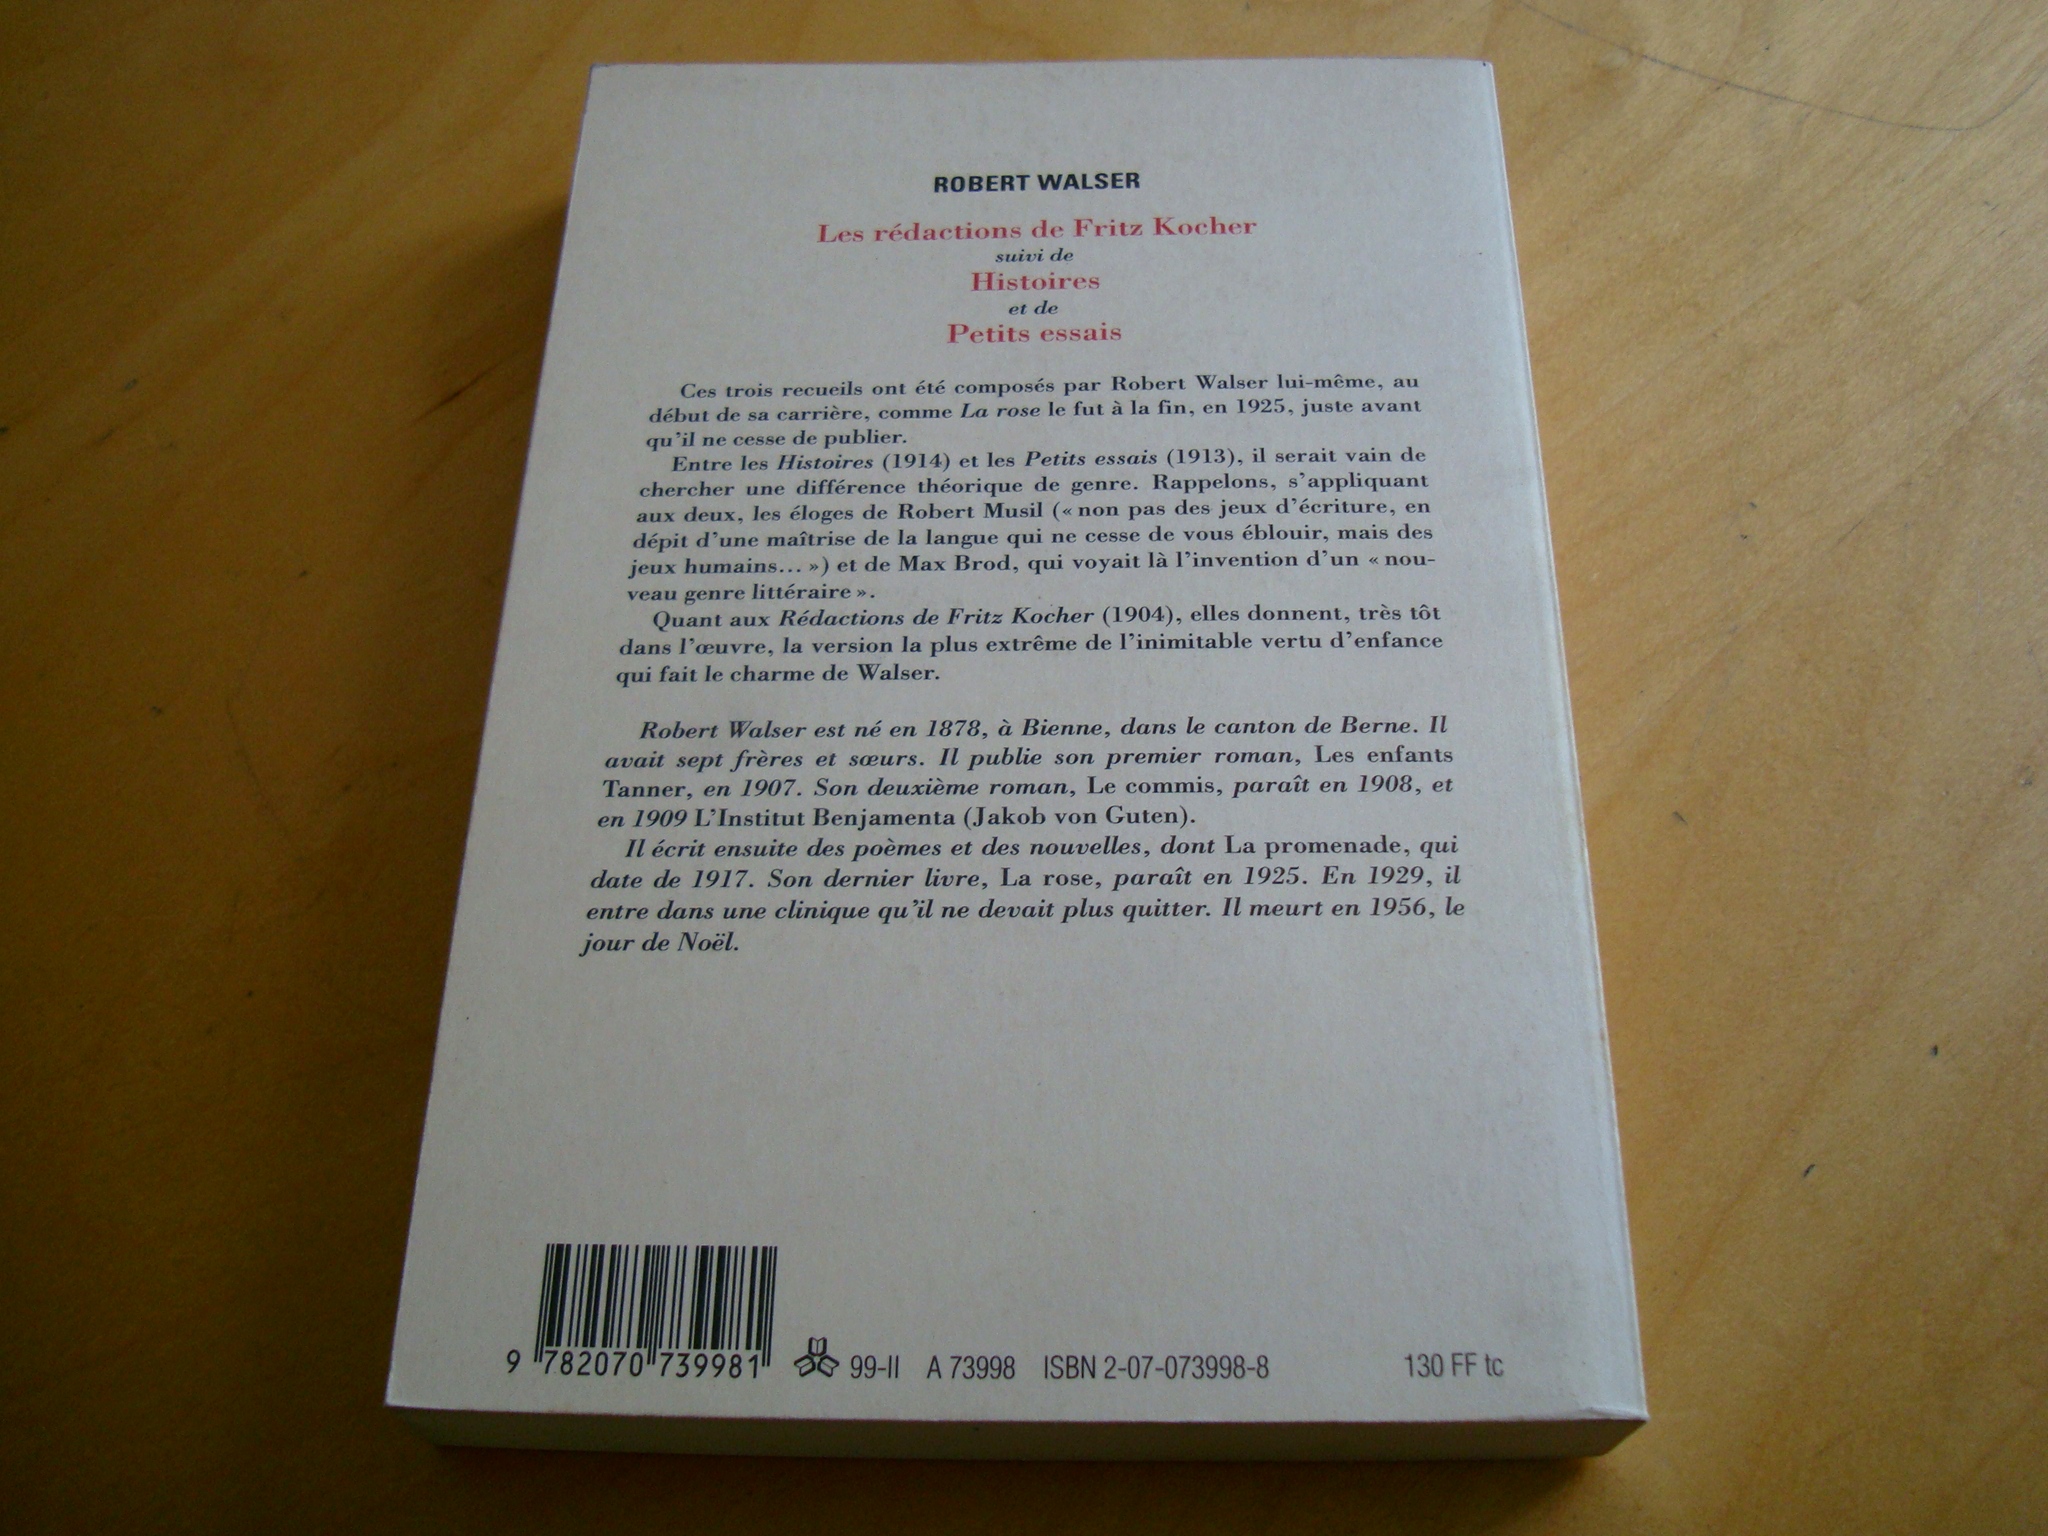 ROBERT WALSER
Les rédactions de Fritz Kocher
suivi de
Histoires
et de
Petits essais
Ces trois recueils ont été composés par Robert Walser lui-même, au
début de sa carrière, comme La rose le fut à la fin, en 1925, juste avant
qu'il ne cesse de publier.
Entre les Histoires (1914) et les Petits essais (1913), il serait vain de
chercher une différence théorique de genre. Rappelons, s'appliquant
aux deux, les éloges de Robert Musil (« non pas des jeux d'écriture, en
dépit d'une maîtrise de la langue qui ne cesse de vous éblouir, mais des
jeux humains... ») et de Max Brod, qui voyait là l'invention d'un « nou-
veau genre littéraire ».
Quant aux Rédactions de Fritz Kocher (1904), elles donnent, très tôt
dans l'œuvre, la version la plus extrême de l'inimitable vertu d'enfance
qui fait le charme de Walser.
Robert Walser est né en 1878, à Bienne, dans le canton de Berne. Il
avait sept frères et sœurs. Il publie son premier roman, Les enfants
Tanner, en 1907. Son deuxième roman, Le commis, paraît en 1908, et
en 1909 L'Institut Benjamenta (Jakob von Guten).
Il écrit ensuite des poèmes et des nouvelles, dont La promenade, qui
date de 1917. Son dernier livre, La rose, paraît en 1925. En 1929, il
entre dans une clinique qu'il ne devait plus quitter. Il meurt en 1956, le
jour de Noël.
9 782070 739981 99-II A 73998 ISBN 2-07-073998-8 130 FF tc